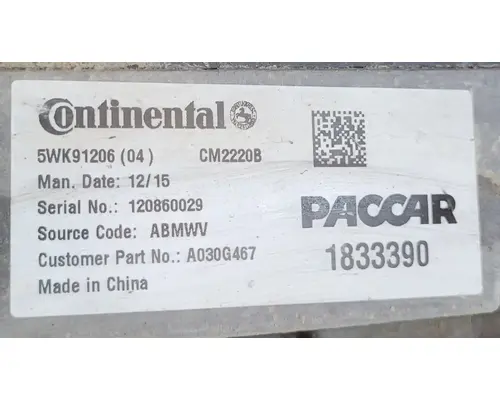 Continental
5WK91206 (04 ) CM2220B
Man. Date: 12/15
Serial No.: 120860029
Source Code: ABMWV
Customer Part No.: A030G467
Made in China
PACCAR
1833390